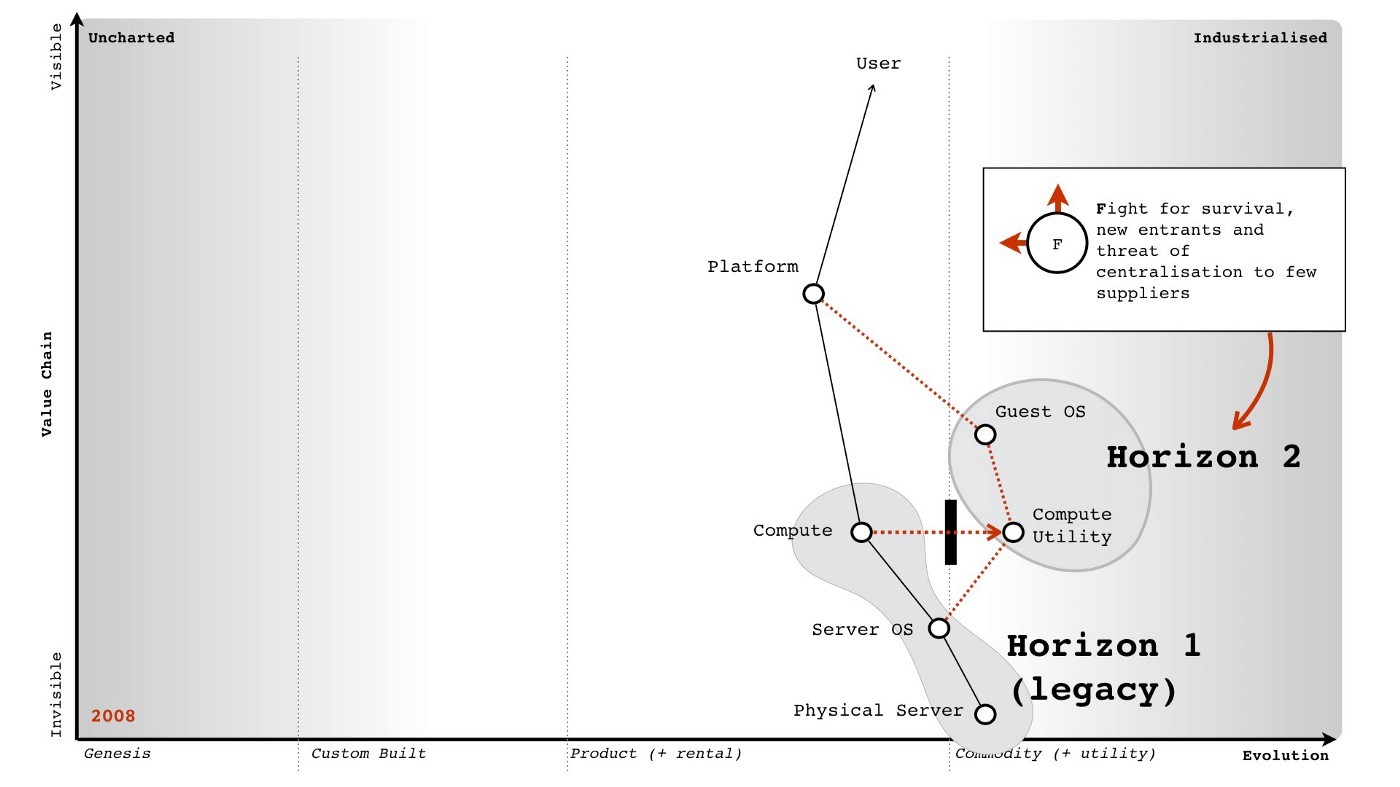 Visible
Uncharted
Industrialised
User
F
Fight for survival,
new entrants and
threat of
centralisation to few
suppliers
Platform
Value Chain
Guest OS
Horizon 2
Compute
Utility
Compute
Server OS
Horizon 1
(legacy)
Physical Server
Invisible
2008
Genesis
Custom Built
Product (+ rental)
Commodity (+ utility)
Evolution